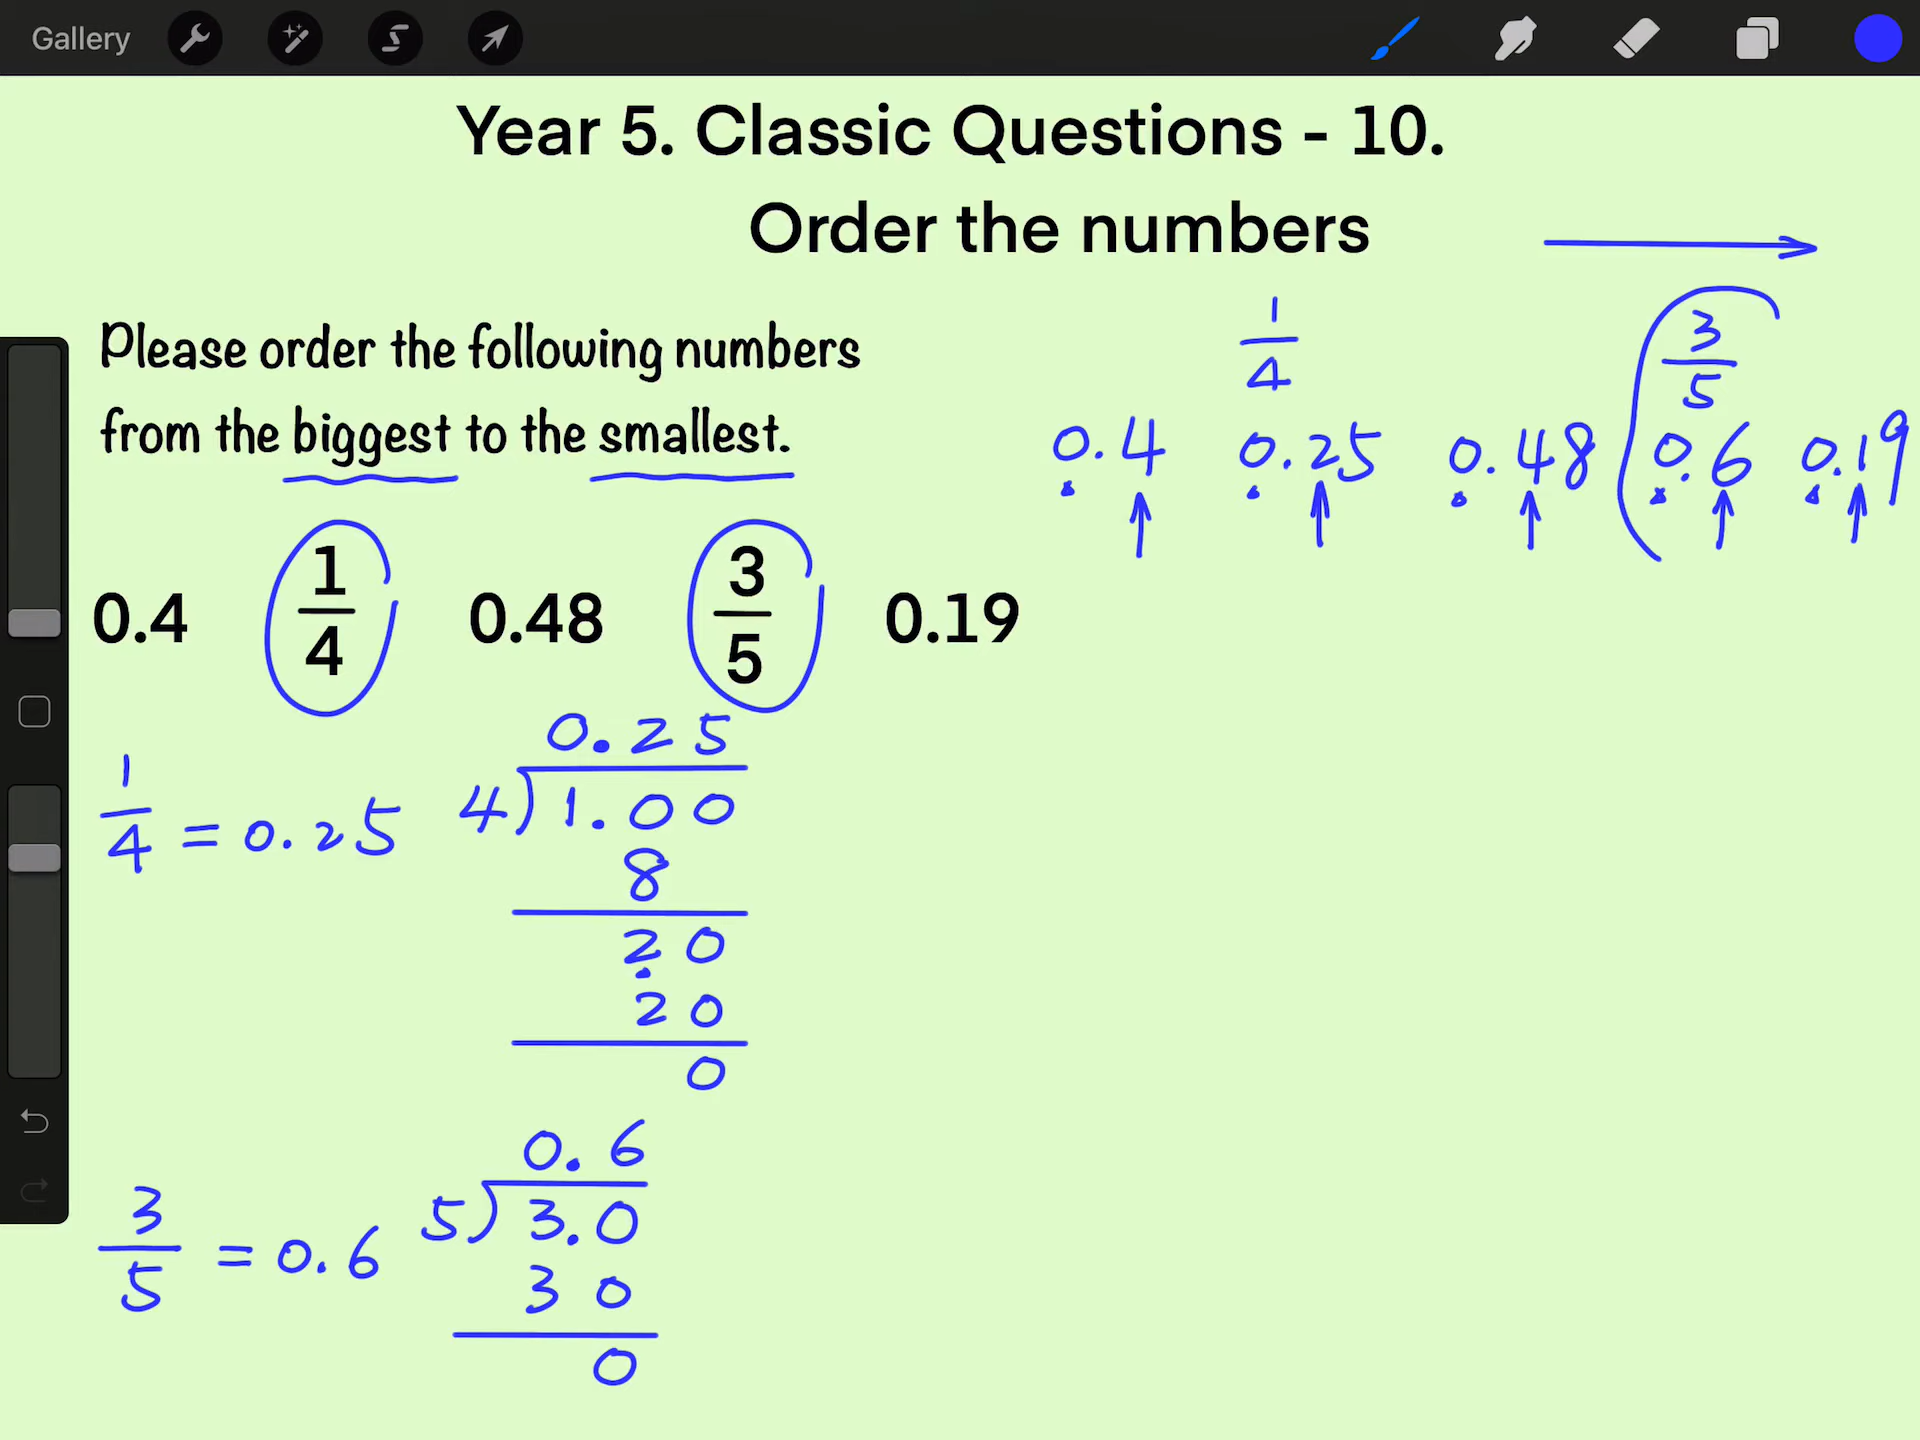 Gallery
Year 5. Classic Questions - 10.
Order the numbers
Please order the following numbers
from the biggest to the smallest.
0.4 1/4 0.48 3/5 0.19
1/4 3/5
0.4 0.25 0.48 0.6 0.19
1/4 = 0.25
0.25
4) 1.00
8
20
20
0
3/5 = 0.6
0.6
5) 3.0
30
0